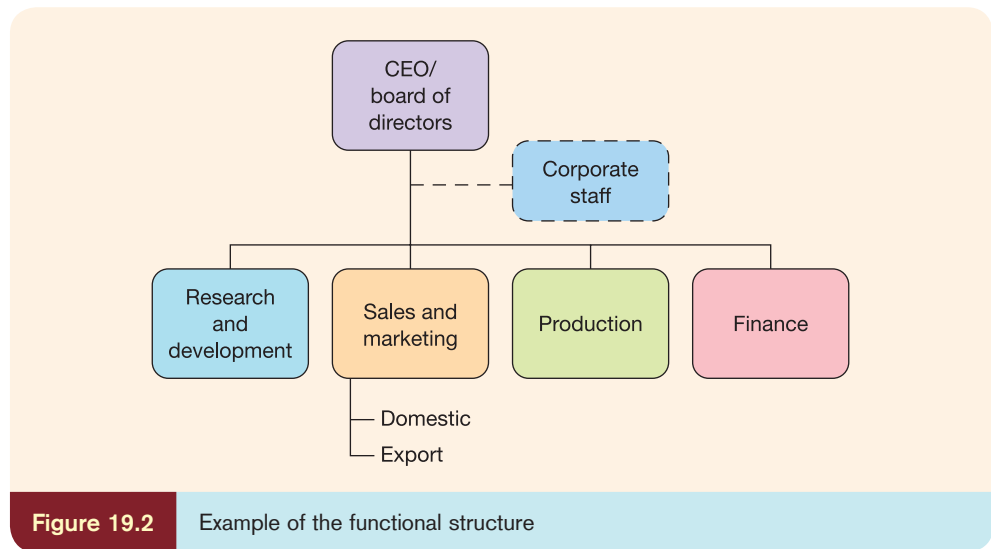 CEO/
board of
directors
Corporate
staff
Research
and
development
Sales and
marketing
Production
Finance
Domestic
Export
Figure 19.2
Example of the functional structure